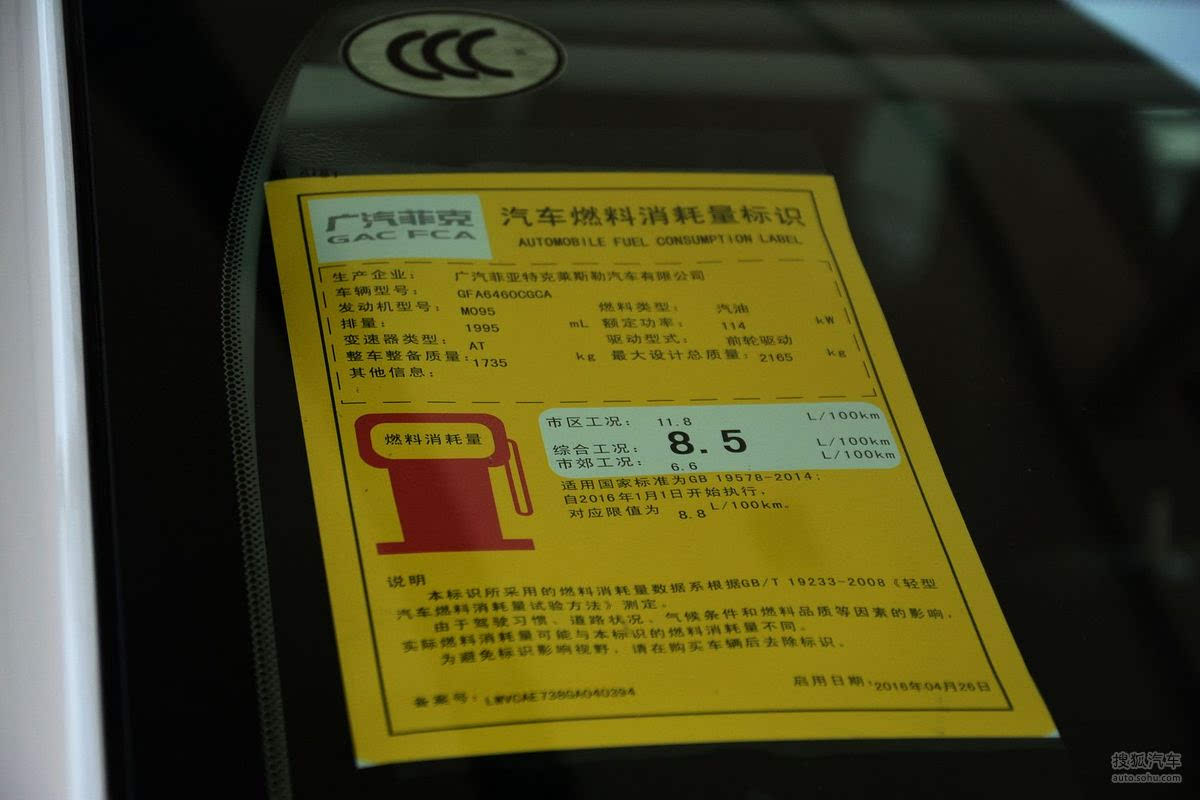 CCC
广汽菲克
GAC FCA
汽车燃料消耗量标识
AUTOMOBILE FUEL CONSUMPTION LABEL
生产企业： 广汽菲亚特克莱斯勒汽车有限公司
车辆型号： GFA6460CGCA
发动机型号： M095 燃料类型： 汽油
排量： 1995 mL 额定功率： 114 kW
变速器类型： AT 驱动型式： 前轮驱动
整车整备质量：1735 kg 最大设计总质量：2165 kg
其他信息：
燃料消耗量
市区工况： 11.8 L/100km
综合工况： 8.5 L/100km
市郊工况： 6.6 L/100km
适用国家标准为GB 19578-2014；
自2016年1月1日开始执行，
对应限值为 8.8 L/100km。
说明
本标识所采用的燃料消耗量数据系根据GB/T 19233-2008《轻型
汽车燃料消耗量试验方法》测定。
由于驾驶习惯、道路状况、气候条件和燃料品质等因素的影响，
实际燃料消耗量可能与本标识的燃料消耗量不同。
为避免标识影响视野，请在购买车辆后去除标识。
备案号： LWVCAE738GA040394 启用日期：2016年04月26日
搜狐汽车
auto.sohu.com